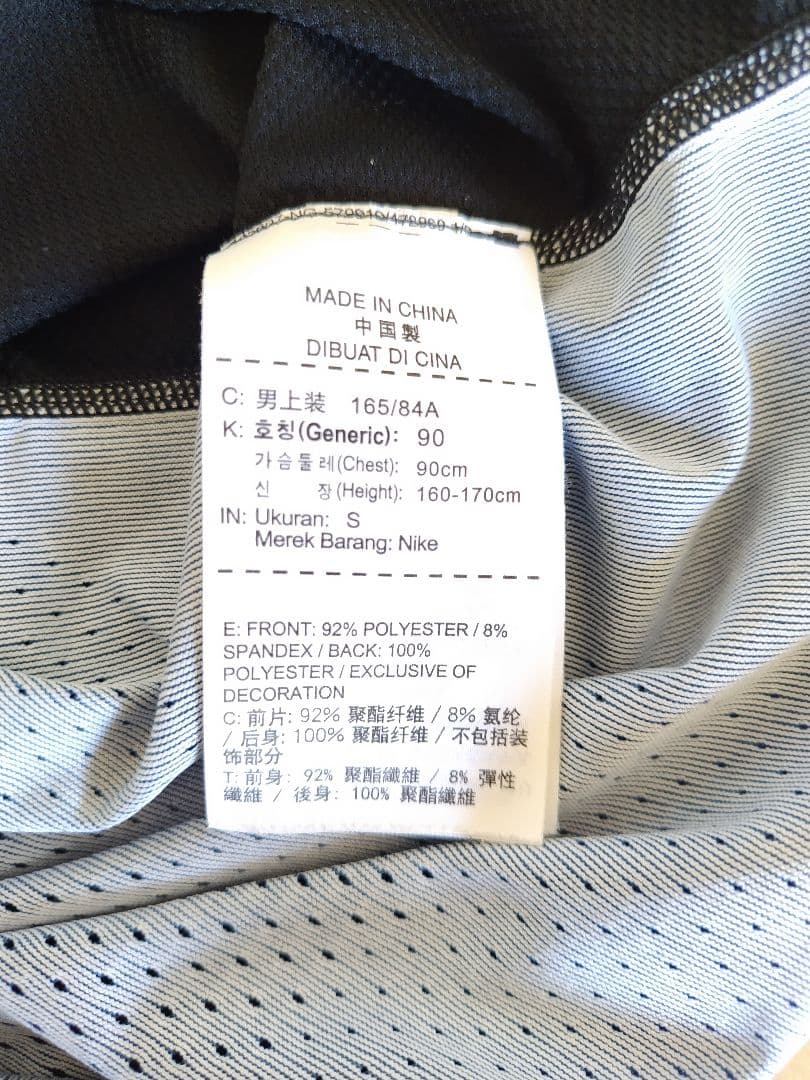 MADE IN CHINA
中国製
DIBUAT DI CINA
C: 男上装 165/84A
K: 호칭(Generic): 90
가슴둘레(Chest): 90cm
신 장(Height): 160-170cm
IN: Ukuran: S
Merek Barang: Nike
E: FRONT: 92% POLYESTER / 8%
SPANDEX / BACK: 100%
POLYESTER / EXCLUSIVE OF
DECORATION
C: 前片: 92% 聚酯纤维 / 8% 氨纶
/ 后身: 100% 聚酯纤维 / 不包括装
饰部分
T: 前身: 92% 聚酯纖維 / 8% 彈性
纖維 / 後身: 100% 聚酯纖維